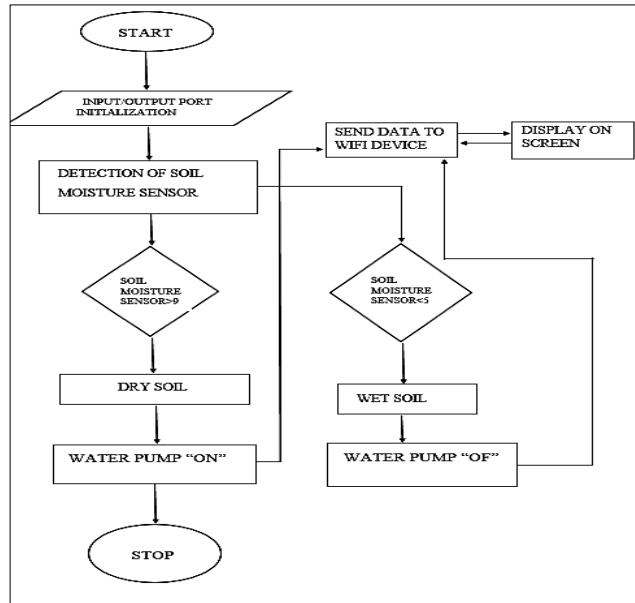 START
INPUT/OUTPUT PORT
INITIALIZATION
SEND DATA TO
WIFI DEVICE
DISPLAY ON
SCREEN
DETECTION OF SOIL
MOISTURE SENSOR
SOIL
MOISTURE
SENSOR>9
SOIL
MOISTURE
SENSOR<5
DRY SOIL
WET SOIL
WATER PUMP “ON”
WATER PUMP “OF”
STOP